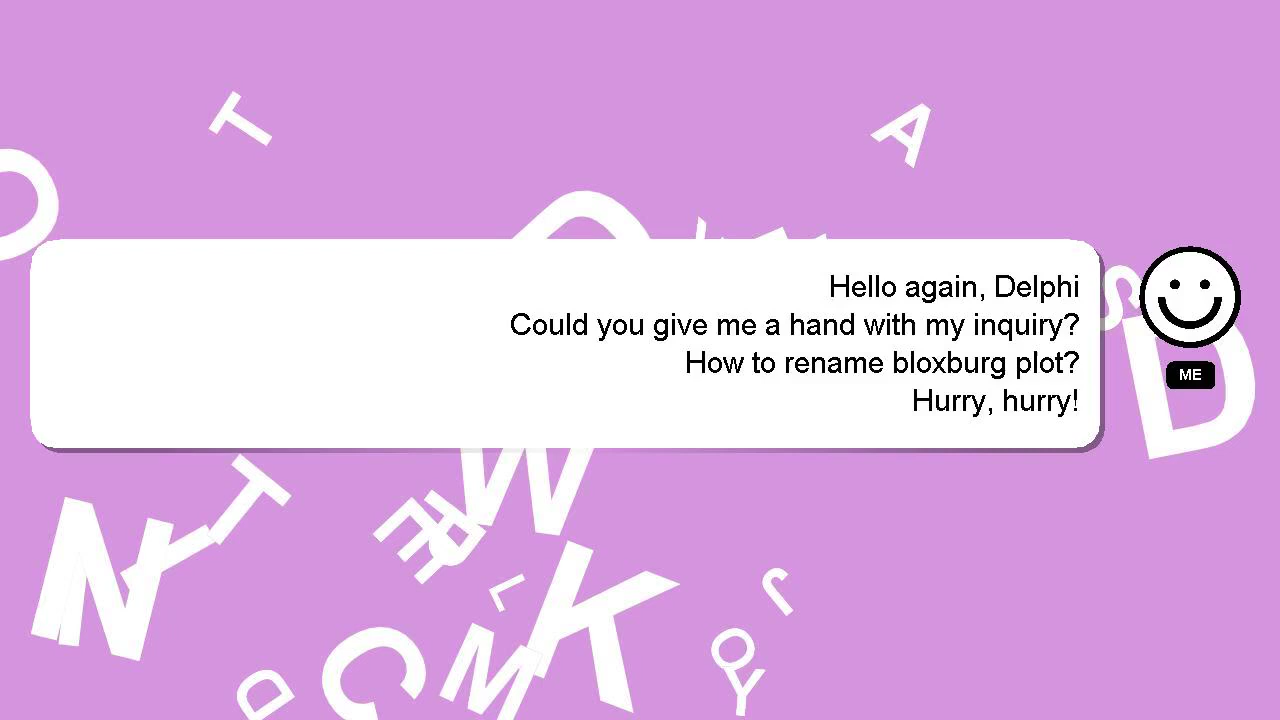 Hello again, Delphi
Could you give me a hand with my inquiry?
How to rename bloxburg plot?
Hurry, hurry!
ME
T
A
S
D
W
N
T
E
R
L
K
J
M
C
D
O
Y